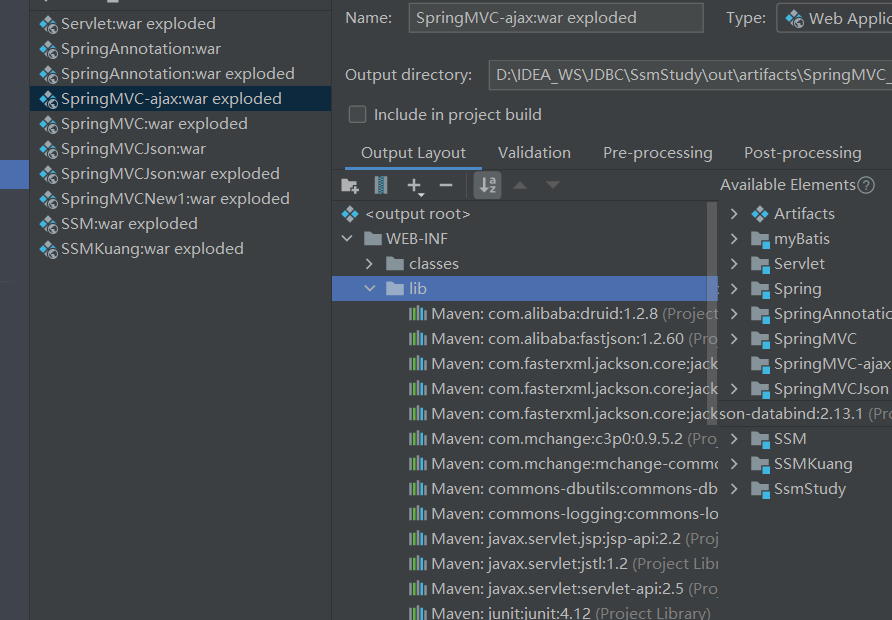 Servlet:war exploded
SpringAnnotation:war
SpringAnnotation:war exploded
SpringMVC-ajax:war exploded
SpringMVC:war exploded
SpringMVCJson:war
SpringMVCJson:war exploded
SpringMVCNew1:war exploded
SSM:war exploded
SSMKuang:war exploded
Name: SpringMVC-ajax:war exploded Type: Web Applic
Output directory: D:\IDEA_WS\JDBC\SsmStudy\out\artifacts\SpringMVC_
Include in project build
Output Layout Validation Pre-processing Post-processing
Available Elements ?
<output root>
WEB-INF
classes
lib
Maven: com.alibaba:druid:1.2.8 (Project
Maven: com.alibaba:fastjson:1.2.60 (Pro
Maven: com.fasterxml.jackson.core:jack
Maven: com.fasterxml.jackson.core:jack
Maven: com.fasterxml.jackson.core:jackson-databind:2.13.1 (Pro
Maven: com.mchange:c3p0:0.9.5.2 (Proj
Maven: com.mchange:mchange-commo
Maven: commons-dbutils:commons-db
Maven: commons-logging:commons-lo
Maven: javax.servlet.jsp:jsp-api:2.2 (Proj
Maven: javax.servlet:jstl:1.2 (Project Libr
Maven: javax.servlet:servlet-api:2.5 (Pro
Maven: junit:junit:4.12 (Project Library)
Artifacts
myBatis
Servlet
Spring
SpringAnnotatio
SpringMVC
SpringMVC-ajax
SpringMVCJson
SSM
SSMKuang
SsmStudy